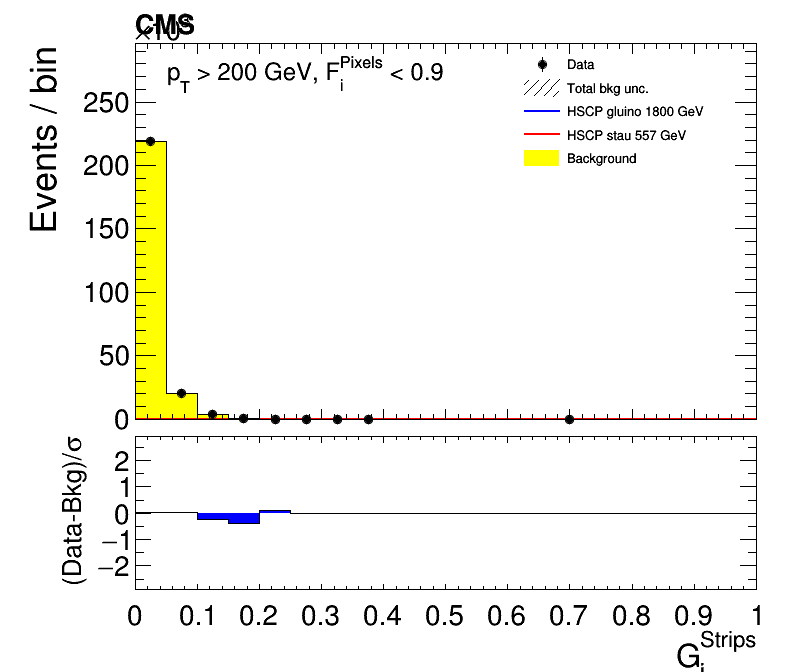 CMS
×10³
Events / bin
p_T > 200 GeV, F_i^Pixels < 0.9
Data
Total bkg unc.
HSCP gluino 1800 GeV
HSCP stau 557 GeV
Background
250
200
150
100
50
0
(Data-Bkg)/σ
2
1
0
−1
−2
0 0.1 0.2 0.3 0.4 0.5 0.6 0.7 0.8 0.9 1
G_i^Strips